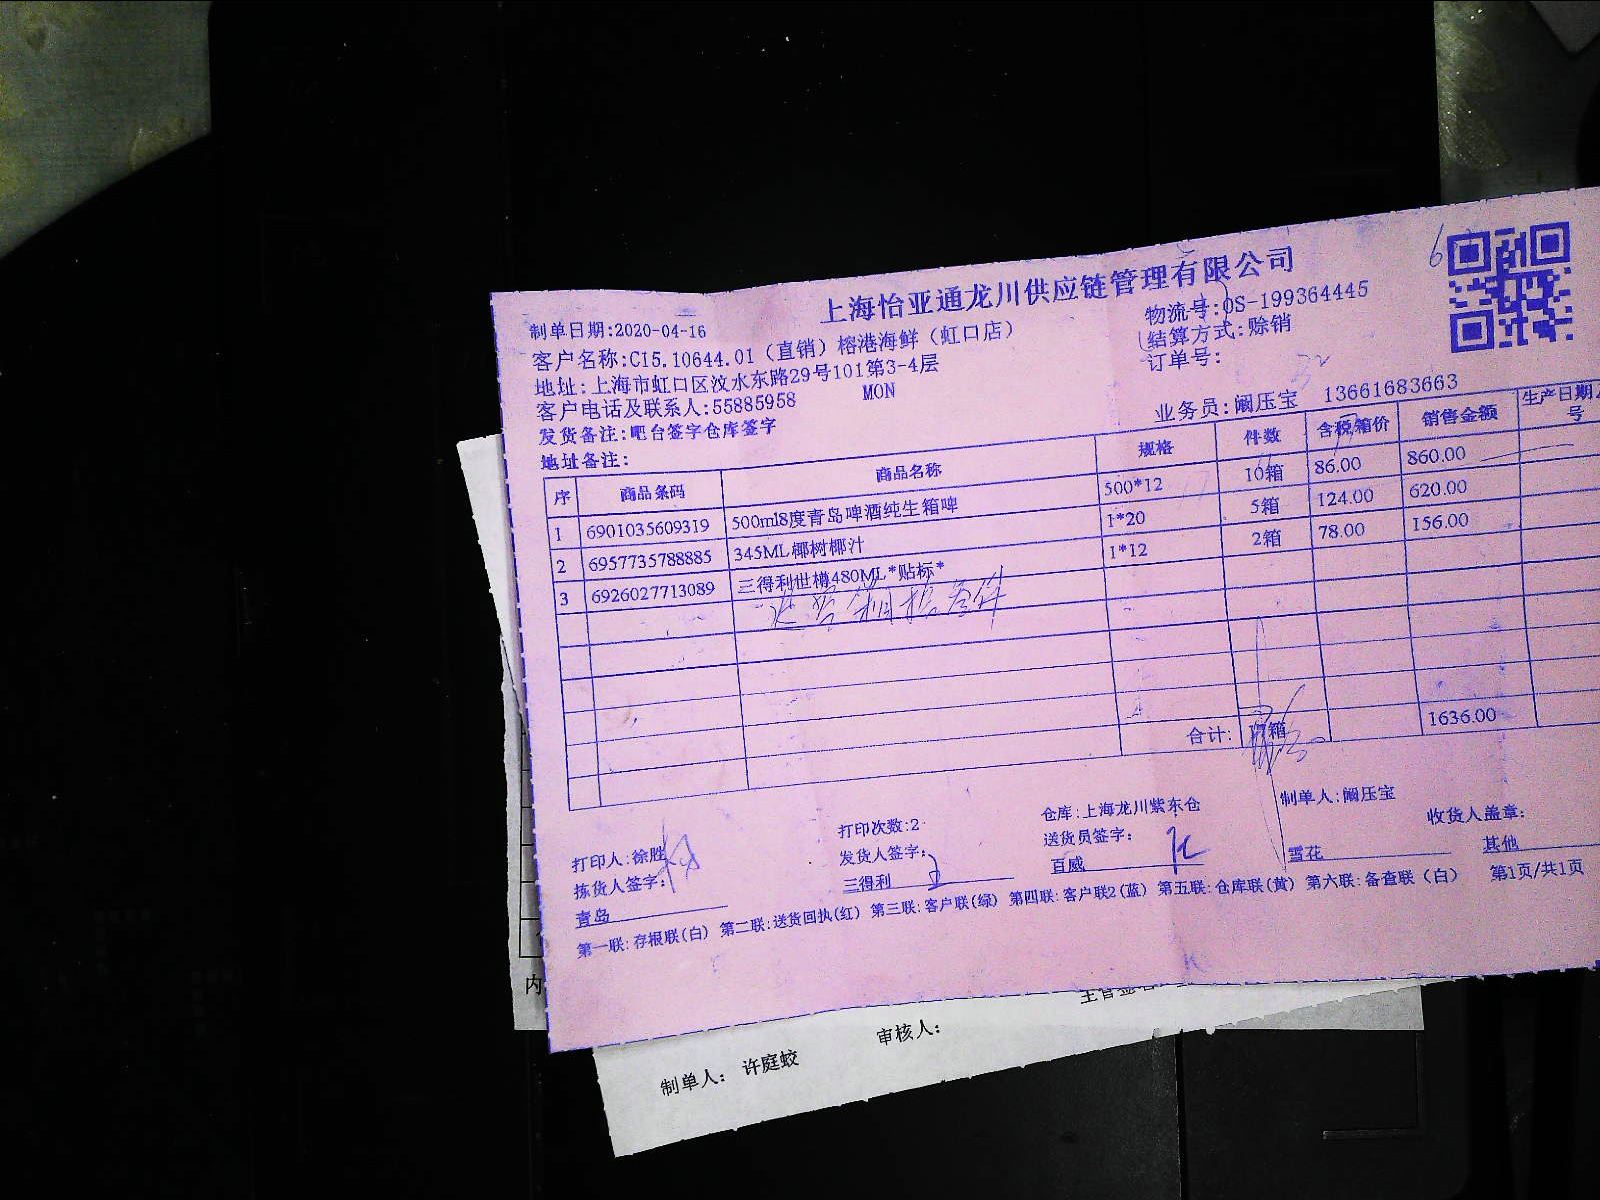 上海怡亚通龙川供应链管理有限公司
制单日期:2020-04-16
物流号:OS-199364445
客户名称:CI5.10644.01（直销）榕港海鲜（虹口店）
结算方式:赊销
地址:上海市虹口区汶水东路29号101第3-4层
订单号:
客户电话及联系人:55885958 MON
业务员:阚压宝 13661683663
发货备注:吧台签字仓库签字
地址备注:
序 商品条码 商品名称 规格 件数 含税箱价 销售金额 生产日期 号
1 6901035609319 500ml8度青岛啤酒纯生箱啤 500*12 10箱 86.00 860.00
2 6957735788885 345ML椰树椰汁 1*20 5箱 124.00 620.00
3 6926027713089 三得利世樽480ML*贴标* 1*12 2箱 78.00 156.00
合计: 17箱 1636.00
打印人:徐胜 打印次数:2 仓库:上海龙川紫东仓 制单人:阚压宝
拣货人签字: 发货人签字: 送货员签字: 收货人盖章:
青岛 三得利 百威 雪花 其他
第一联:存根联(白) 第二联:送货回执(红) 第三联:客户联(绿) 第四联:客户联2(蓝) 第五联:仓库联(黄) 第六联:备查联(白) 第1页/共1页
内
制单人: 许庭蛟 审核人: